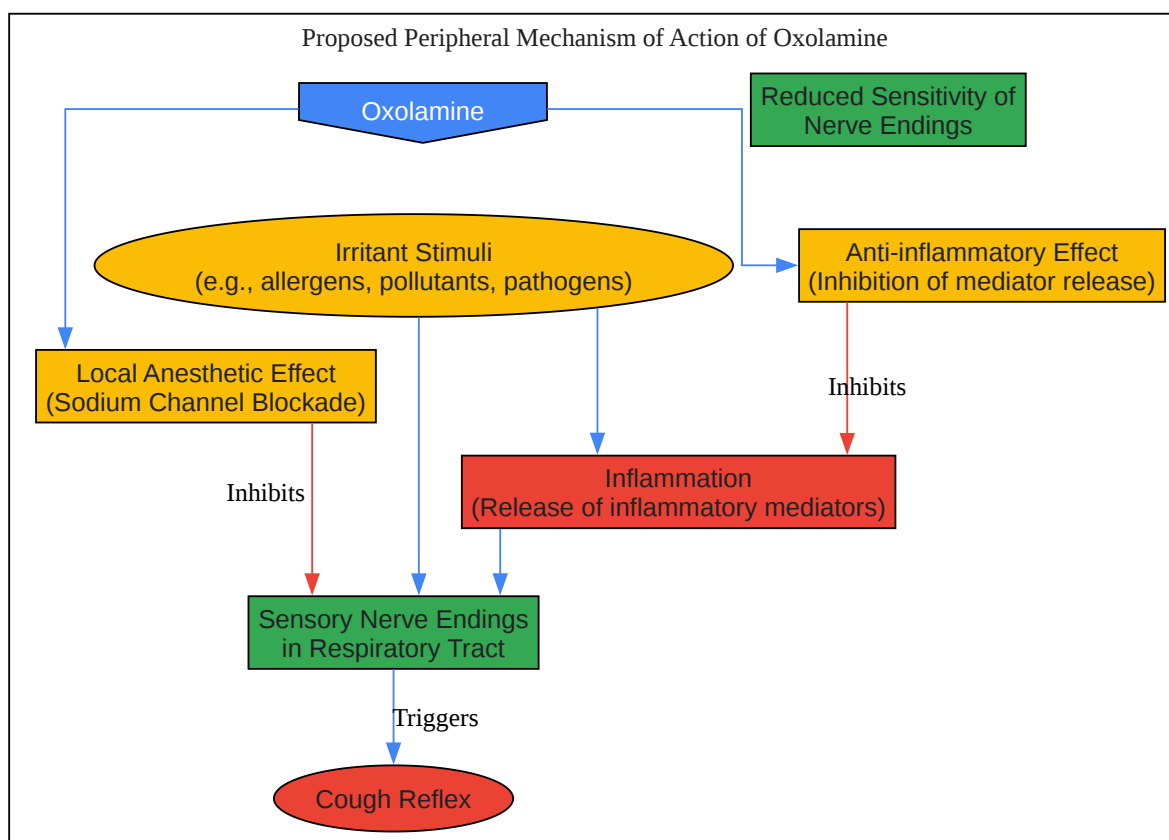 Proposed Peripheral Mechanism of Action of Oxolamine
Oxolamine
Reduced Sensitivity of
Nerve Endings
Irritant Stimuli
(e.g., allergens, pollutants, pathogens)
Anti-inflammatory Effect
(Inhibition of mediator release)
Local Anesthetic Effect
(Sodium Channel Blockade)
Inhibits
Inflammation
(Release of inflammatory mediators)
Inhibits
Sensory Nerve Endings
in Respiratory Tract
Triggers
Cough Reflex